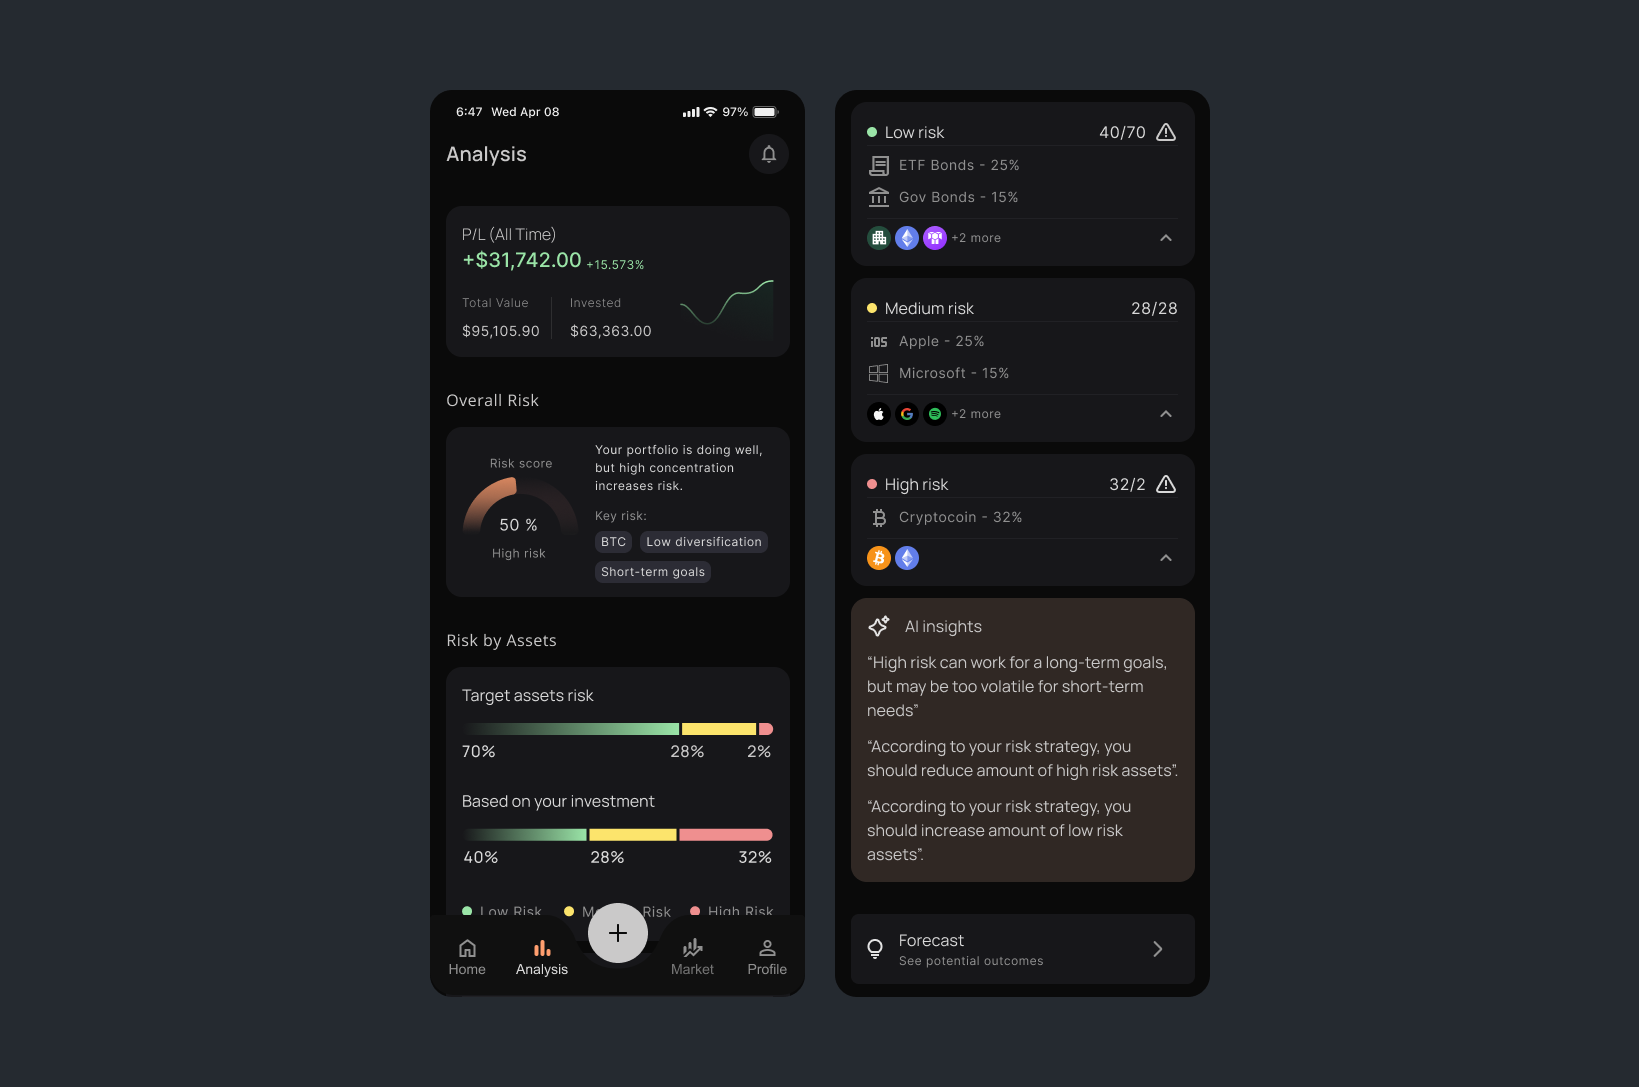 6:47 Wed Apr 08 97%
Analysis
P/L (All Time)
+$31,742.00 +15.573%
Total Value Invested
$95,105.90 $63,363.00
Overall Risk
Risk score
50 %
High risk
Your portfolio is doing well,
but high concentration
increases risk.
Key risk:
BTC Low diversification
Short-term goals
Risk by Assets
Target assets risk
70% 28% 2%
Based on your investment
40% 28% 32%
Low Risk Risk High Risk
Home Analysis Market Profile
Low risk 40/70
ETF Bonds - 25%
Gov Bonds - 15%
+2 more
Medium risk 28/28
iOS Apple - 25%
Microsoft - 15%
G +2 more
High risk 32/2
Cryptocoin - 32%
AI insights
“High risk can work for a long-term goals,
but may be too volatile for short-term
needs”
“According to your risk strategy, you
should reduce amount of high risk assets”.
“According to your risk strategy, you
should increase amount of low risk
assets”.
Forecast
See potential outcomes